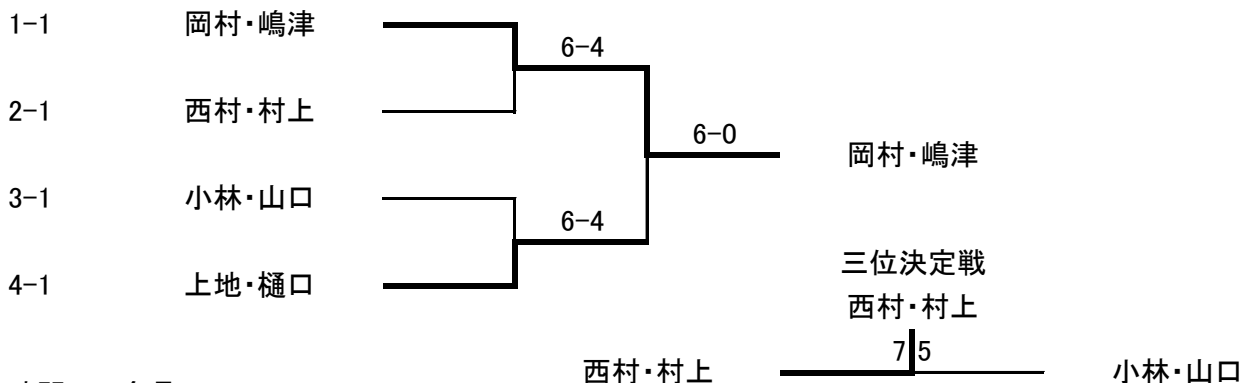 1-1 岡村・嶋津
6-4
2-1 西村・村上
6-0
岡村・嶋津
3-1 小林・山口
6-4
4-1 上地・樋口
三位決定戦
西村・村上
7 5
西村・村上 小林・山口